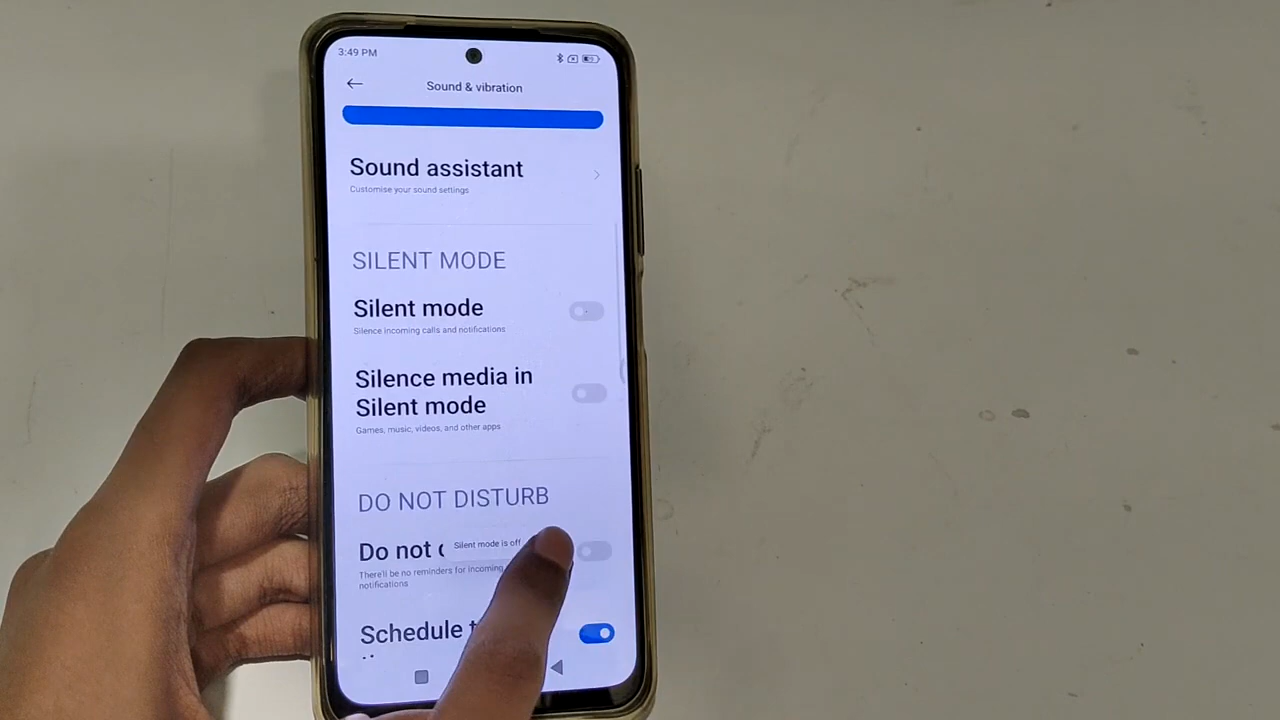 3:49 PM
Sound & vibration
Sound assistant
Customise your sound settings
SILENT MODE
Silent mode
Silence incoming calls and notifications
Silence media in
Silent mode
Games, music, videos, and other apps
DO NOT DISTURB
Do not
Silent mode is off
There'll be no reminders for incoming
notifications
Schedule